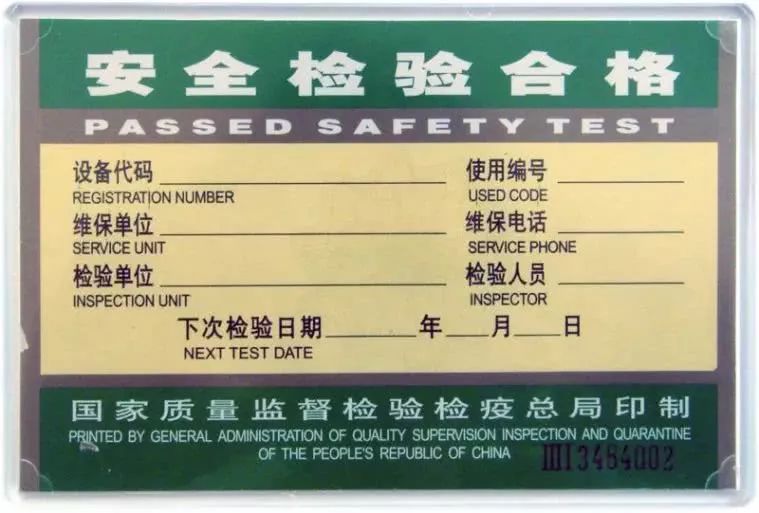 安全检验合格
PASSED SAFETY TEST
设备代码 使用编号
REGISTRATION NUMBER USED CODE
维保单位 维保电话
SERVICE UNIT SERVICE PHONE
检验单位 检验人员
INSPECTION UNIT INSPECTOR
下次检验日期 年 月 日
NEXT TEST DATE
国家质量监督检验检疫总局印制
PRINTED BY GENERAL ADMINISTRATION OF QUALITY SUPERVISION INSPECTION AND QUARANTINE
OF THE PEOPLE'S REPUBLIC OF CHINA